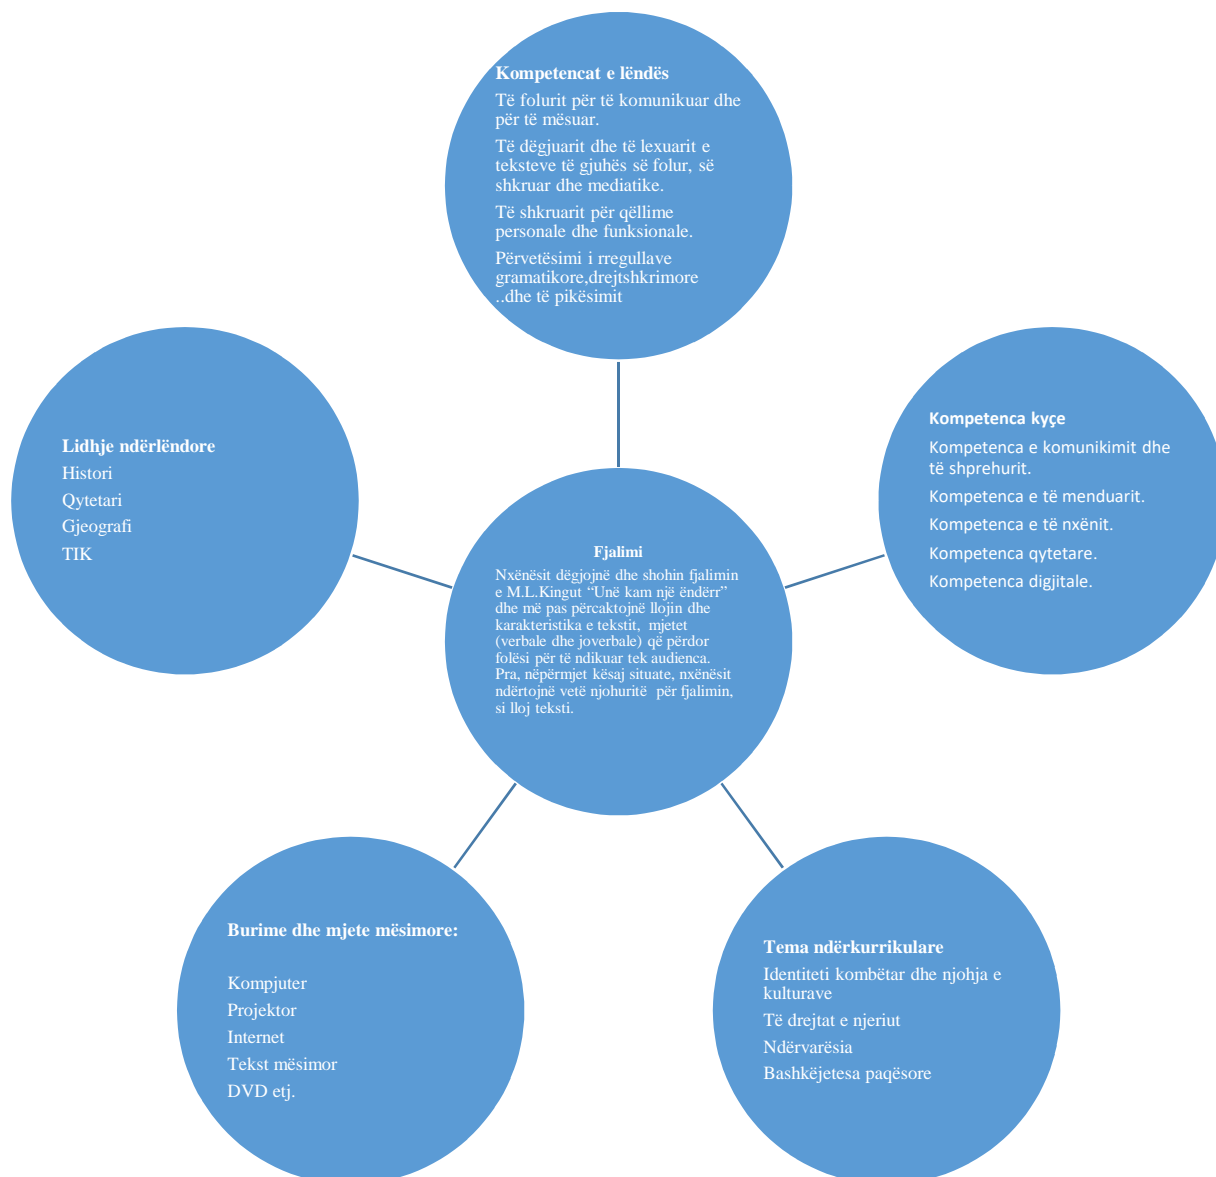 Kompetencat e lëndës
Të folurit për të komunikuar dhe
për të mësuar.
Të dëgjuarit dhe të lexuarit e
teksteve të gjuhës së folur, së
shkruar dhe mediatike.
Të shkruarit për qëllime
personale dhe funksionale.
Përvetësimi i rregullave
gramatikore,drejtshkrimore
..dhe të pikësimit
Lidhje ndërlëndore
Histori
Qytetari
Gjeografi
TIK
Kompetenca kyçe
Kompetenca e komunikimit dhe
të shprehurit.
Kompetenca e të menduarit.
Kompetenca e të nxënit.
Kompetenca qytetare.
Kompetenca digjitale.
Fjalimi
Nxënësit dëgjojnë dhe shohin fjalimin
e M.L.Kingut “Unë kam një ëndërr”
dhe më pas përcaktojnë llojin dhe
karakteristika e tekstit, mjetet
(verbale dhe joverbale) që përdor
folësi për të ndikuar tek audienca.
Pra, nëpërmjet kësaj situate, nxënësit
ndërtojnë vetë njohuritë për fjalimin,
si lloj teksti.
Burime dhe mjete mësimore:
Kompjuter
Projektor
Internet
Tekst mësimor
DVD etj.
Tema ndërkurrikulare
Identiteti kombëtar dhe njohja e
kulturave
Të drejtat e njeriut
Ndërvarësia
Bashkëjetesa paqësore